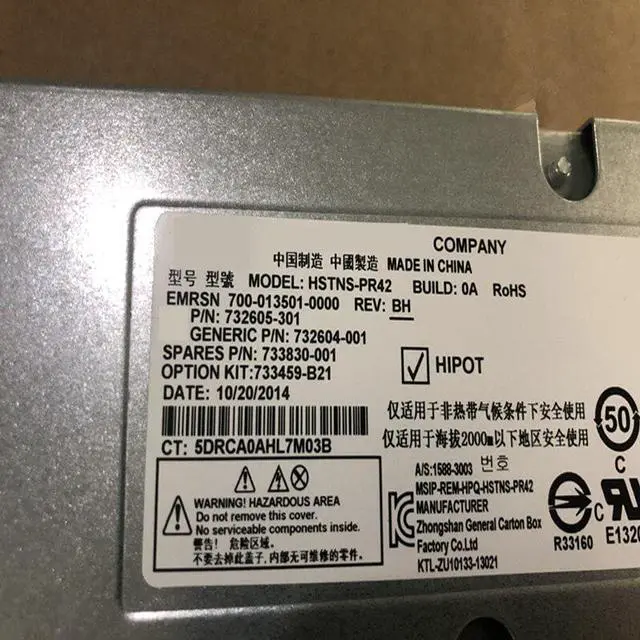 COMPANY
中国制造 中國製造 MADE IN CHINA
型号 型號 MODEL: HSTNS-PR42 BUILD: 0A RoHS
EMRSN 700-013501-0000 REV: BH
P/N: 732605-301
GENERIC P/N: 732604-001
SPARES P/N: 733830-001
OPTION KIT:733459-B21
DATE: 10/20/2014
HIPOT
CT: 5DRCA0AHL7M03B
仅适用于非热带气候条件下安全使用
仅适用于海拔2000m以下地区安全使用
50
WARNING! HAZARDOUS AREA
Do not remove this cover.
No serviceable components inside.
警告! 危险区域.
不要去掉此盖子,内部无可维修的零件.
A/S:1588-3003 번호
MSIP-REM-HPQ-HSTNS-PR42
MANUFACTURER
Zhongshan General Carton Box
Factory Co.Ltd
KTL-ZU10133-13021
C
R33160
C
E1320